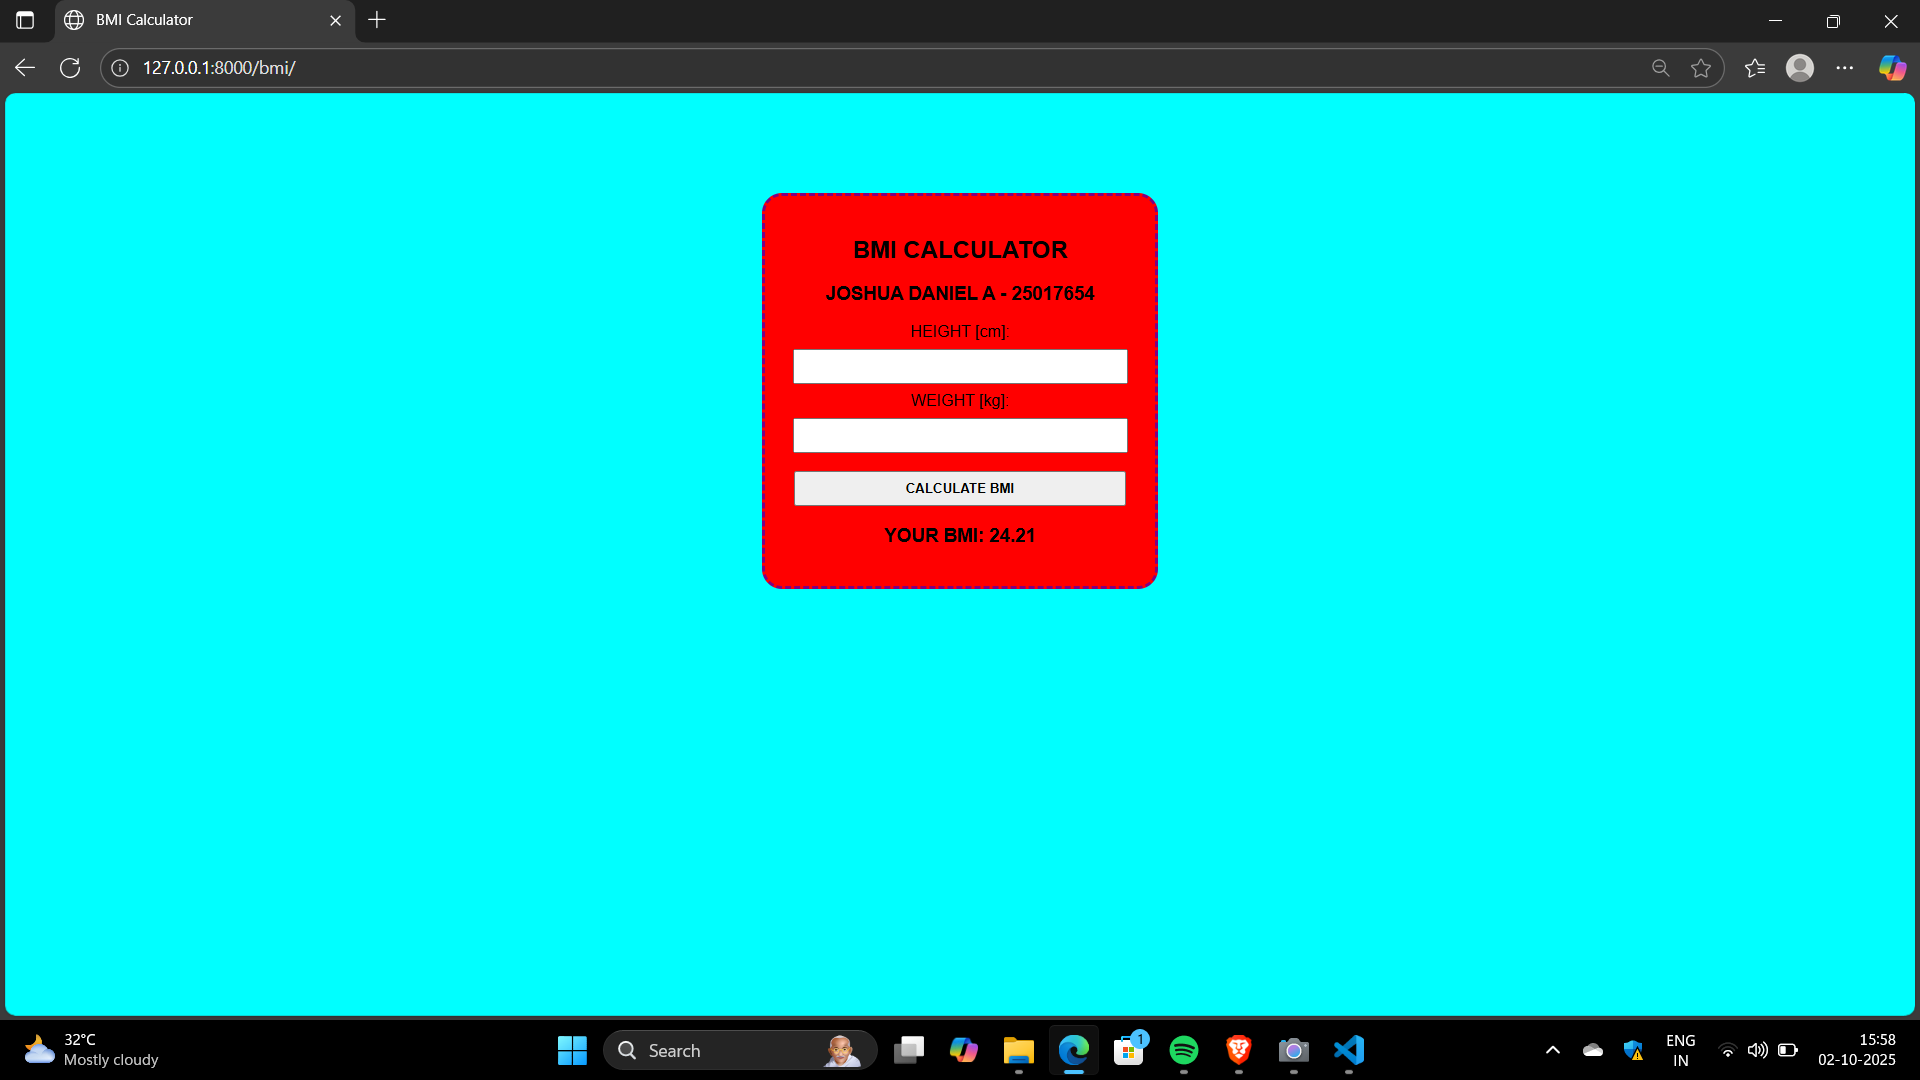 BMI Calculator
127.0.0.1:8000/bmi/
BMI CALCULATOR
JOSHUA DANIEL A - 25017654
HEIGHT [cm]:
WEIGHT [kg]:
CALCULATE BMI
YOUR BMI: 24.21
32°C
Mostly cloudy
Search
1
ENG
IN
15:58
02-10-2025